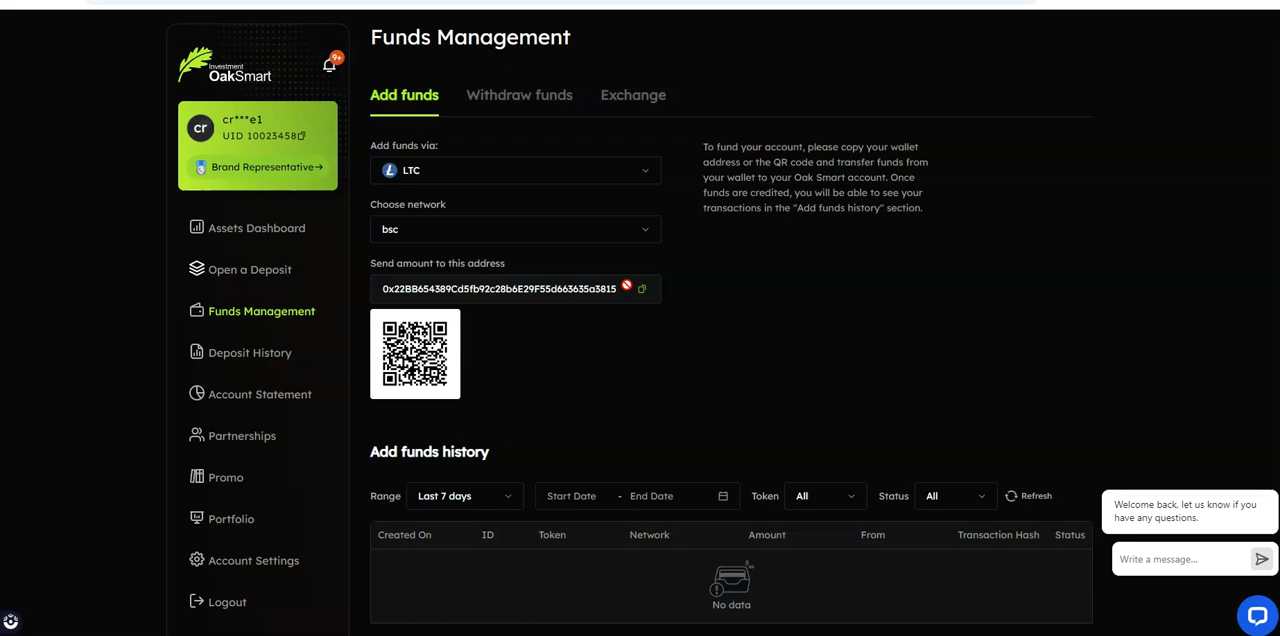 Funds Management
Investment
OakSmart
9+
cr
cr***e1
UID 10023458
Brand Representative→
Assets Dashboard
Open a Deposit
Funds Management
Deposit History
Account Statement
Partnerships
Promo
Portfolio
Account Settings
Logout
Add funds Withdraw funds Exchange
Add funds via:
LTC
Choose network
bsc
Send amount to this address
0x22BB654389Cd5fb92c28b6E29F55d663635a3815
To fund your account, please copy your wallet
address or the QR code and transfer funds from
your wallet to your Oak Smart account. Once
funds are credited, you will be able to see your
transactions in the "Add funds history" section.
Add funds history
Range Last 7 days Start Date - End Date Token All Status All Refresh
Created On ID Token Network Amount From Transaction Hash Status
No data
Welcome back, let us know if you
have any questions.
Write a message...